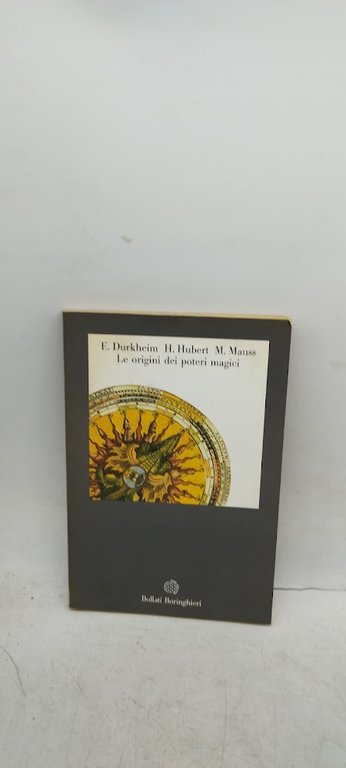 E. Durkheim H. Hubert M. Mauss
Le origini dei poteri magici
Bollati Boringhieri